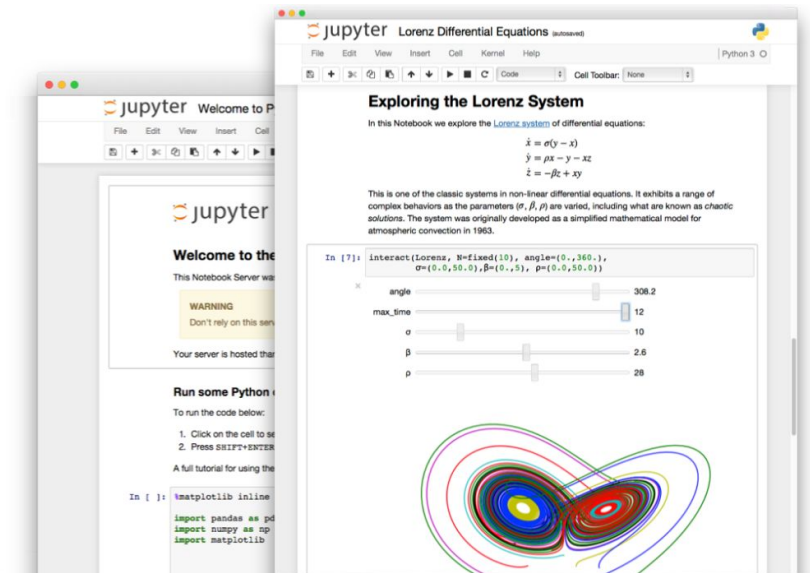 jupyter Lorenz Differential Equations (autosaved)
File Edit View Insert Cell Kernel Help Python 3
Code Cell Toolbar: None
Exploring the Lorenz System
In this Notebook we explore the Lorenz system of differential equations:
ẋ = σ(y − x)
ẏ = ρx − y − xz
ż = −βz + xy
This is one of the classic systems in non-linear differential equations. It exhibits a range of
complex behaviors as the parameters (σ, β, ρ) are varied, including what are known as chaotic
solutions. The system was originally developed as a simplified mathematical model for
atmospheric convection in 1963.
In [7]: interact(Lorenz, N=fixed(10), angle=(0.,360.),
σ=(0.0,50.0),β=(0.,5), ρ=(0.0,50.0))
angle 308.2
max_time 12
σ 10
β 2.6
ρ 28
jupyter Welcome to P
File Edit View Insert Cell
jupyter
Welcome to the
This Notebook Server was
WARNING
Don't rely on this serv
Your server is hosted than
Run some Python
To run the code below:
1. Click on the cell to se
2. Press SHIFT+ENTER
A full tutorial for using the
In [ ]: %matplotlib inline
import pandas as pd
import numpy as np
import matplotlib